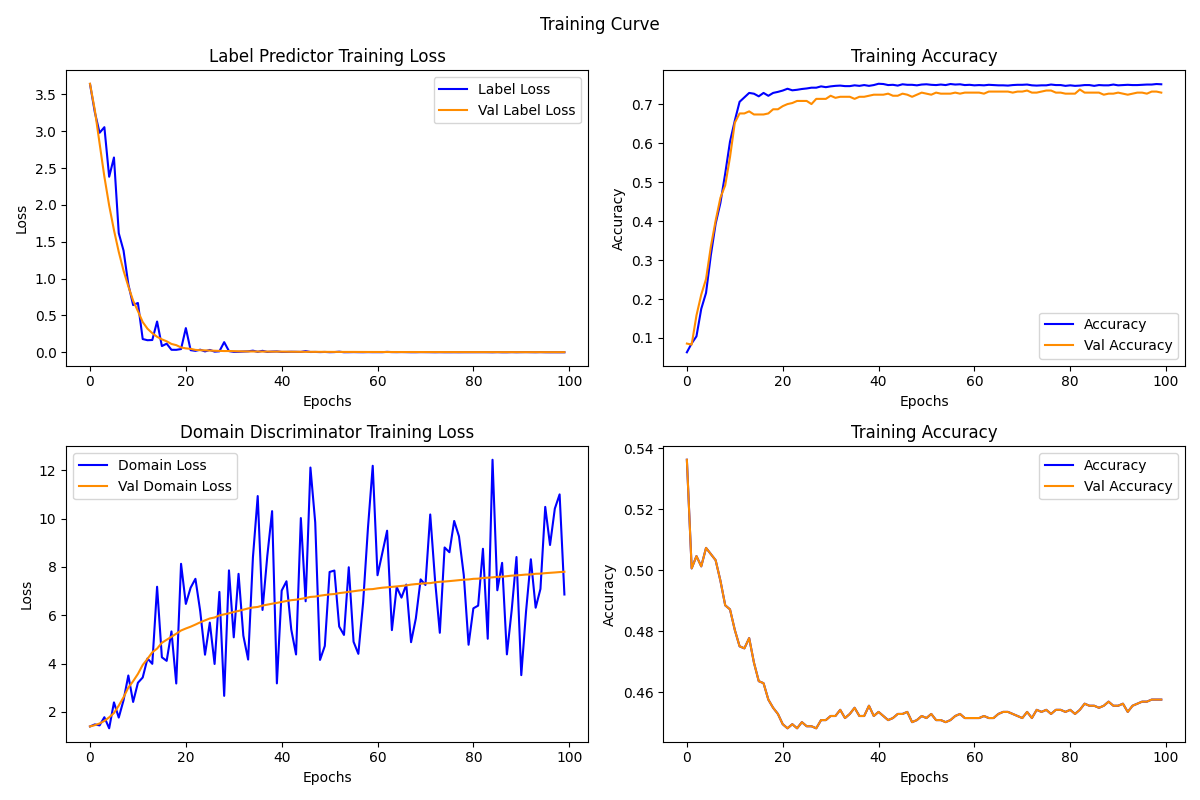 Training Curve
Label Predictor Training Loss
3.5
3.0
2.5
2.0
1.5
1.0
0.5
0.0
Loss
Label Loss
Val Label Loss
0 20 40 60 80 100
Epochs
Training Accuracy
0.7
0.6
0.5
0.4
0.3
0.2
0.1
Accuracy
Accuracy
Val Accuracy
0 20 40 60 80 100
Epochs
Domain Discriminator Training Loss
12
10
8
6
4
2
Loss
Domain Loss
Val Domain Loss
0 20 40 60 80 100
Epochs
Training Accuracy
0.54
0.52
0.50
0.48
0.46
Accuracy
Accuracy
Val Accuracy
0 20 40 60 80 100
Epochs